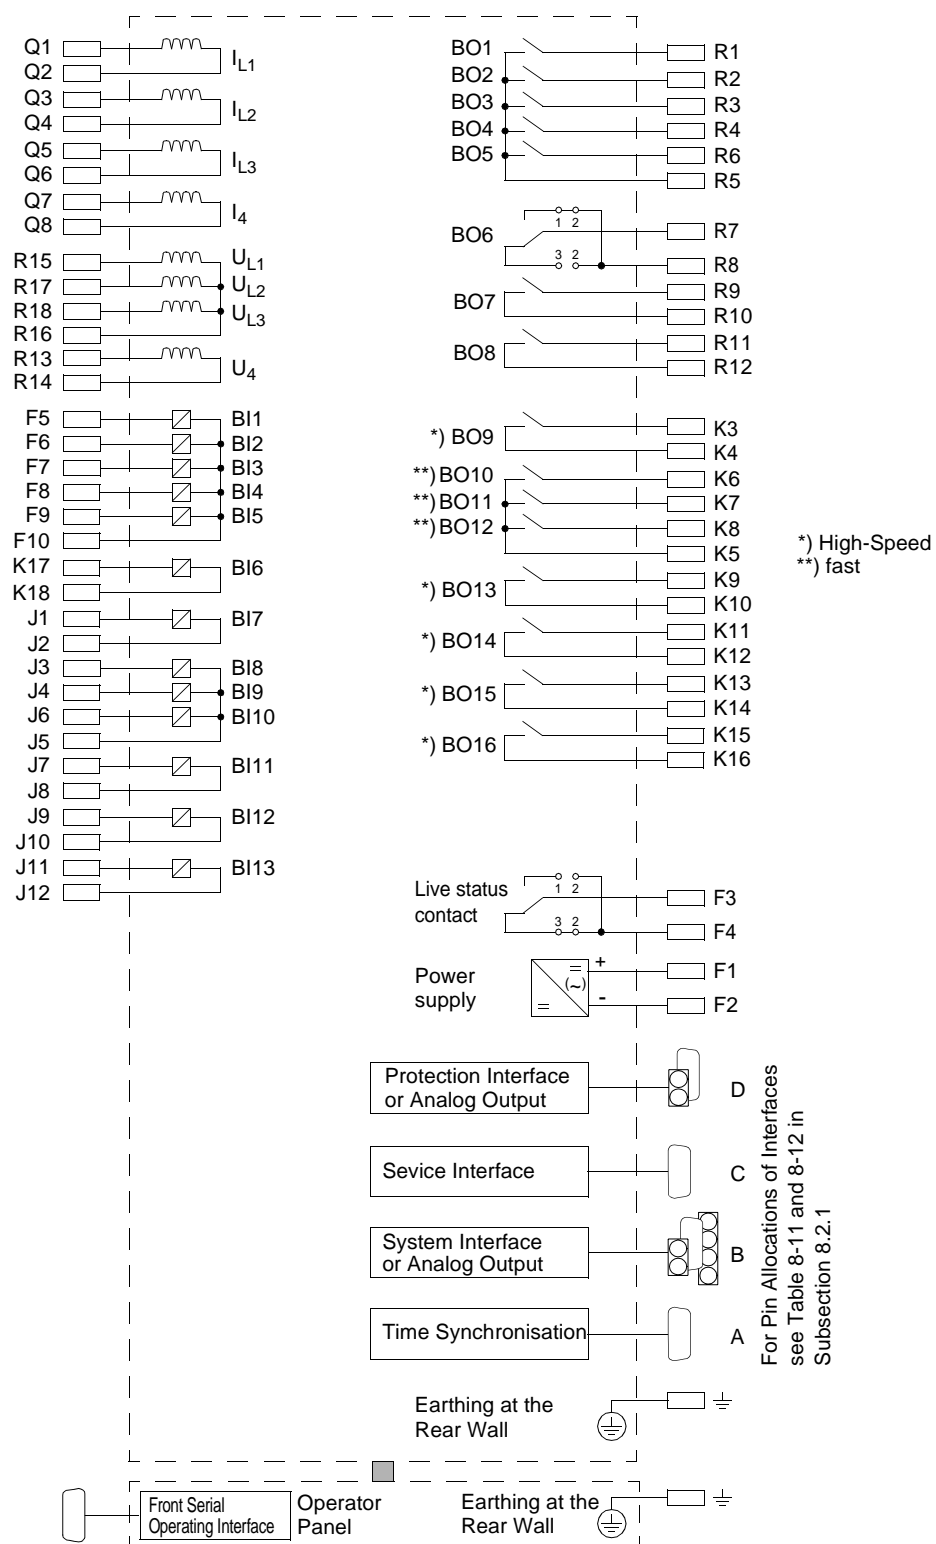 Q1
Q2
I_L1
Q3
Q4
I_L2
Q5
Q6
I_L3
Q7
Q8
I_4
R15
U_L1
R17
U_L2
R18
U_L3
R16
R13
R14
U_4
F5
BI1
F6
BI2
F7
BI3
F8
BI4
F9
BI5
F10
K17
BI6
K18
J1
BI7
J2
J3
BI8
J4
BI9
J6
BI10
J5
J7
BI11
J8
J9
BI12
J10
J11
BI13
J12
BO1
R1
BO2
R2
BO3
R3
BO4
R4
BO5
R6
R5
BO6
1 2
3 2
R7
R8
BO7
R9
R10
BO8
R11
R12
*) BO9
K3
K4
**) BO10
K6
**) BO11
K7
**) BO12
K8
K5
*) BO13
K9
K10
*) BO14
K11
K12
*) BO15
K13
K14
*) BO16
K15
K16
*) High-Speed
**) fast
Live status
contact
1 2
3 2
F3
F4
Power
supply
=
(~)
=
+
-
F1
F2
Protection Interface
or Analog Output
D
Sevice Interface
C
System Interface
or Analog Output
B
Time Synchronisation
A
For Pin Allocations of Interfaces
see Table 8-11 and 8-12 in
Subsection 8.2.1
Earthing at the
Rear Wall
Front Serial
Operating Interface
Operator
Panel
Earthing at the
Rear Wall